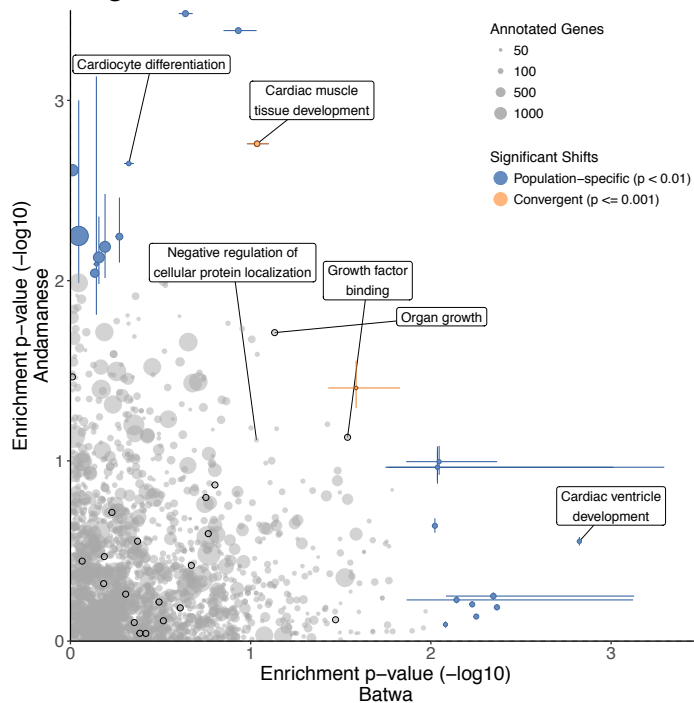 Annotated Genes
50
100
500
1000
Significant Shifts
Population−specific (p < 0.01)
Convergent (p <= 0.001)
Cardiocyte differentiation
Cardiac muscle
tissue development
Negative regulation of
cellular protein localization
Growth factor
binding
Organ growth
Cardiac ventricle
development
Enrichment p−value (−log10)
Andamanese
3
2
1
0
0
1
2
3
Enrichment p−value (−log10)
Batwa